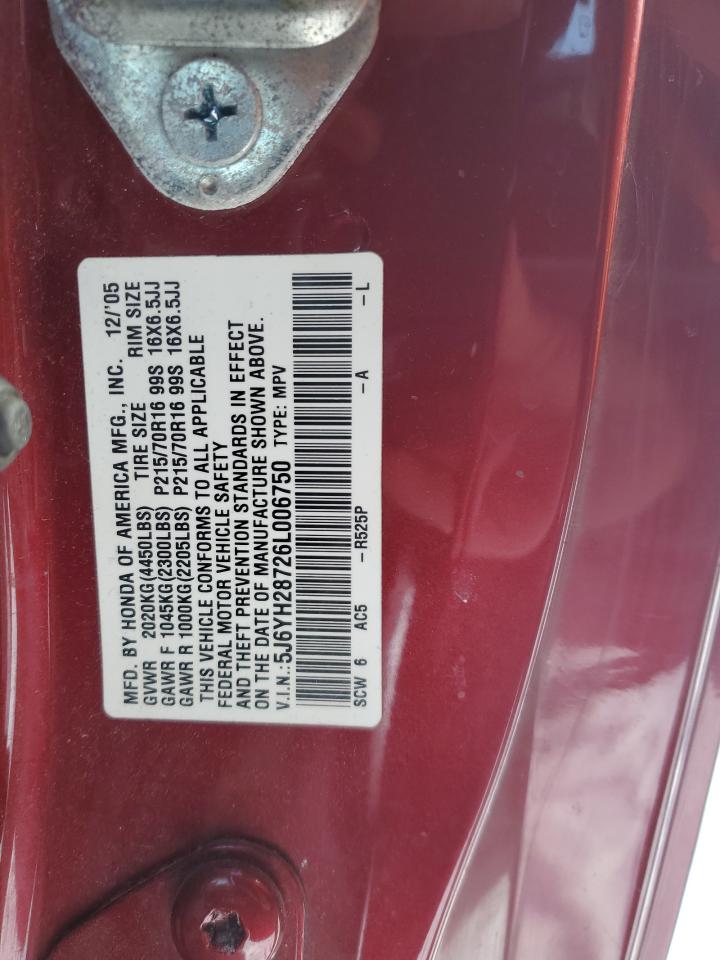 MFD. BY HONDA OF AMERICA MFG., INC. 12/'05
GVWR 2020KG(4450LBS) TIRE SIZE RIM SIZE
GAWR F 1045KG(2300LBS) P215/70R16 99S 16X6.5JJ
GAWR R 1000KG(2205LBS) P215/70R16 99S 16X6.5JJ
THIS VEHICLE CONFORMS TO ALL APPLICABLE
FEDERAL MOTOR VEHICLE SAFETY
AND THEFT PREVENTION STANDARDS IN EFFECT
ON THE DATE OF MANUFACTURE SHOWN ABOVE.
V.I.N.: 5J6YH28726L006750 TYPE: MPV
SCW 6 AC5 -R525P -A -L